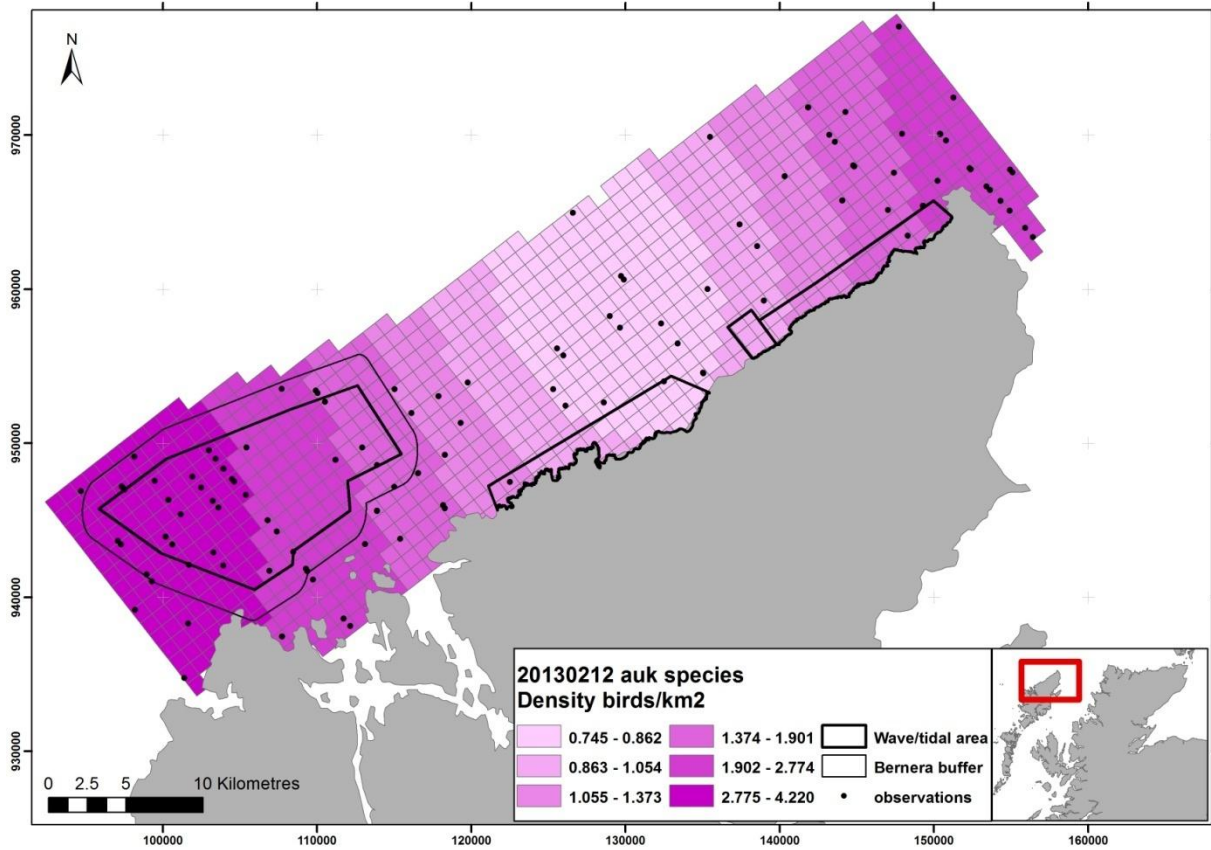 N
970000
960000
950000
940000
930000
20130212 auk species
Density birds/km2
0.745 - 0.862
1.374 - 1.901
Wave/tidal area
0.863 - 1.054
1.902 - 2.774
Bernera buffer
1.055 - 1.373
2.775 - 4.220
observations
0 2.5 5 10 Kilometres
100000 110000 120000 130000 140000 150000 160000